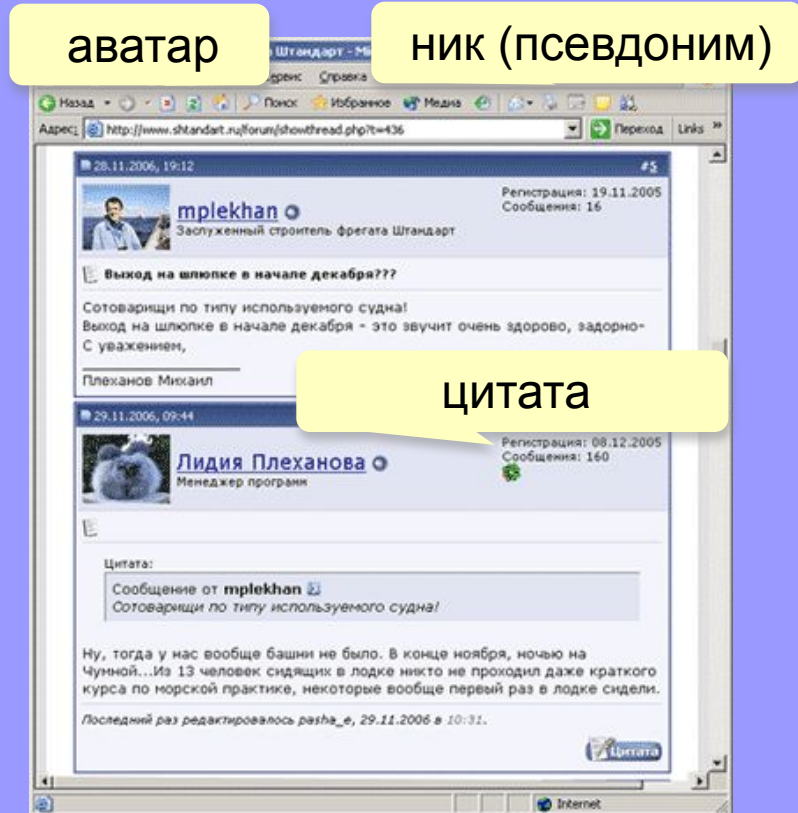 аватар
ник (псевдоним)
Штандарт - Mi
Сервис Справка
Назад Поиск Избранное Медиа
Адрес: http://www.shtandart.ru/forum/showthread.php?t=436 Переход Links »
28.11.2006, 19:12 #5
mplekhan
Заслуженный строитель фрегата Штандарт
Регистрация: 19.11.2005
Сообщения: 16
Выход на шлюпке в начале декабря???
Сотоварищи по типу используемого судна!
Выход на шлюпке в начале декабря - это звучит очень здорово, задорно-
С уважением,
Плеханов Михаил
цитата
29.11.2006, 09:44
Лидия Плеханова
Менеджер программ
Регистрация: 08.12.2005
Сообщения: 160
Цитата:
Сообщение от mplekhan
Сотоварищи по типу используемого судна!
Ну, тогда у нас вообще башни не было. В конце ноября, ночью на
Чумной...Из 13 человек сидящих в лодке никто не проходил даже краткого
курса по морской практике, некоторые вообще первый раз в лодке сидели.
Последний раз редактировалось pasha_e, 29.11.2006 в 10:31.
Цитата
Internet